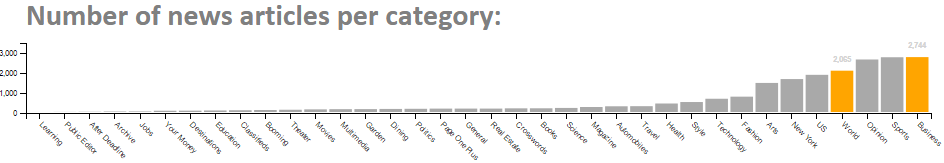 Number of news articles per category:
2,744
3,000
2,065
2,000
1,000
0
Learning
Public Editor
After Deadline
Archive
Jobs
Your Money
Destinations
Education
Classifieds
Booming
Theater
Movies
Multimedia
Garden
Dining
Politics
Page One Plus
General
Real Estate
Crosswords
Books
Science
Magazine
Automobiles
Travel
Health
Style
Technology
Fashion
Arts
New York
US
World
Opinion
Sports
Business